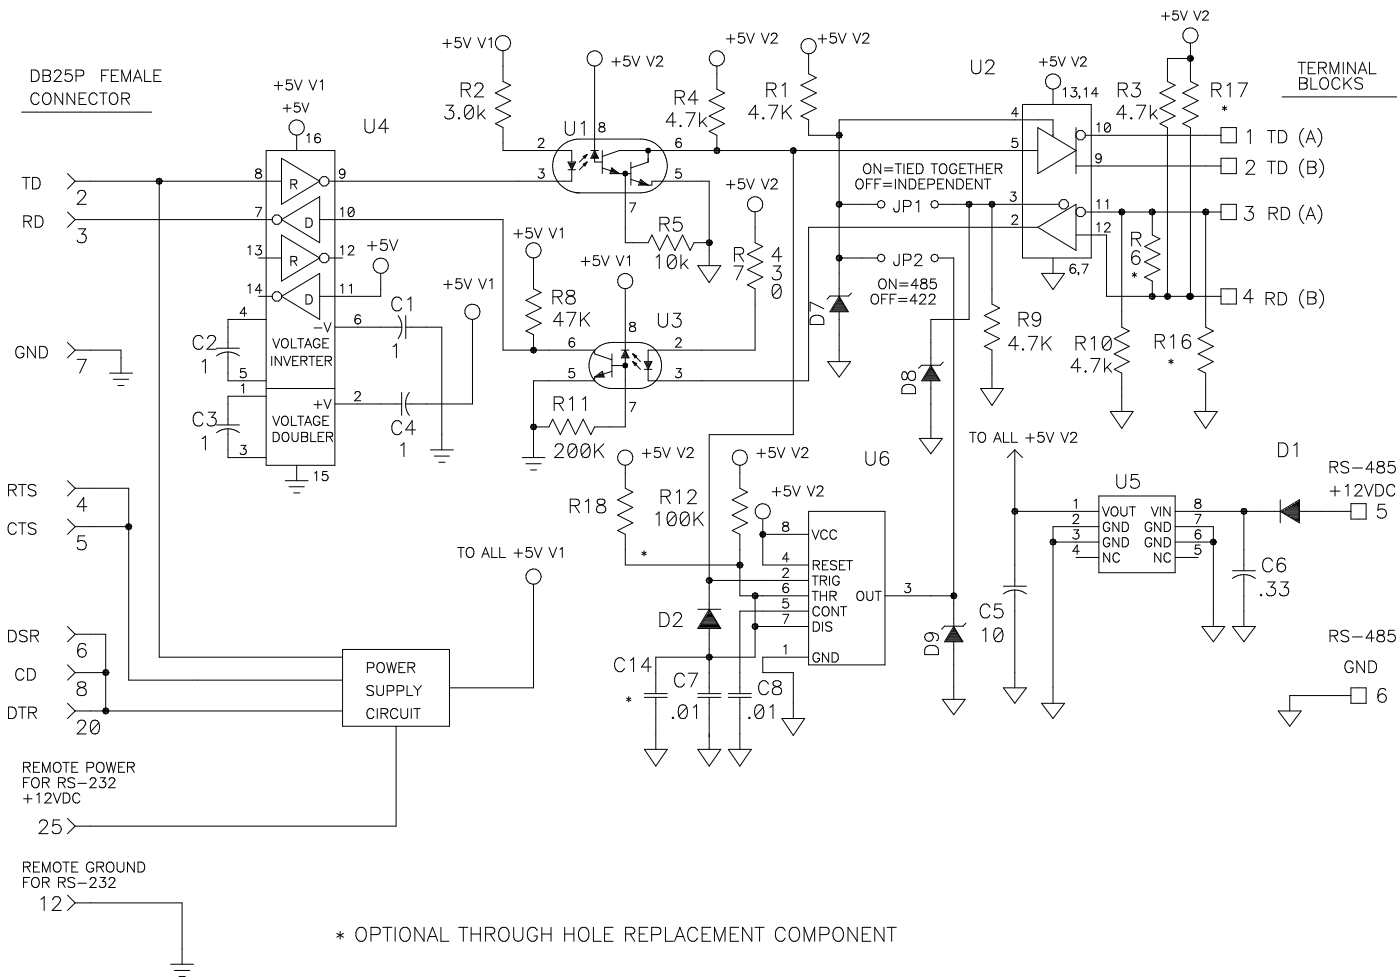 DB25P FEMALE
CONNECTOR
TERMINAL
BLOCKS
+5V V1
+5V
16
U4
8
R
9
7
D
10
13
R
12
+5V
14
D
11
4
−V
6
C1
1
+5V V1
C2
1
VOLTAGE
INVERTER
5
1
+V
2
C4
1
C3
1
VOLTAGE
DOUBLER
3
15
TD
2
RD
3
GND
7
RTS
4
CTS
5
DSR
6
CD
8
DTR
20
REMOTE POWER
FOR RS−232
+12VDC
25
REMOTE GROUND
FOR RS−232
12
POWER
SUPPLY
CIRCUIT
TO ALL +5V V1
+5V V1
R2
3.0k
+5V V2
U1
8
2
3
6
5
7
R4
4.7k
+5V V2
R5
10k
R1
4.7K
+5V V2
+5V V2
R
7
4
3
0
+5V V1
R8
47K
+5V V1
U3
8
6
5
2
3
7
R11
200K
ON=TIED TOGETHER
OFF=INDEPENDENT
JP1
JP2
ON=485
OFF=422
D7
D8
R9
4.7K
U2
+5V V2
13,14
4
5
10
9
3
2
11
12
6,7
+5V V2
R3
4.7k
R17
*
R
6
*
R10
4.7k
R16
*
1 TD (A)
2 TD (B)
3 RD (A)
4 RD (B)
+5V V2
R18
*
+5V V2
R12
100K
+5V V2
U6
8
VCC
4
RESET
2
TRIG
6
THR
5
CONT
7
DIS
1
GND
OUT
3
D2
C14
*
C7
.01
C8
.01
D9
TO ALL +5V V2
C5
10
U5
1
VOUT
2
GND
3
GND
4
NC
VIN
8
GND
7
GND
6
NC
5
C6
.33
D1
RS−485
+12VDC
5
RS−485
GND
6
* OPTIONAL THROUGH HOLE REPLACEMENT COMPONENT